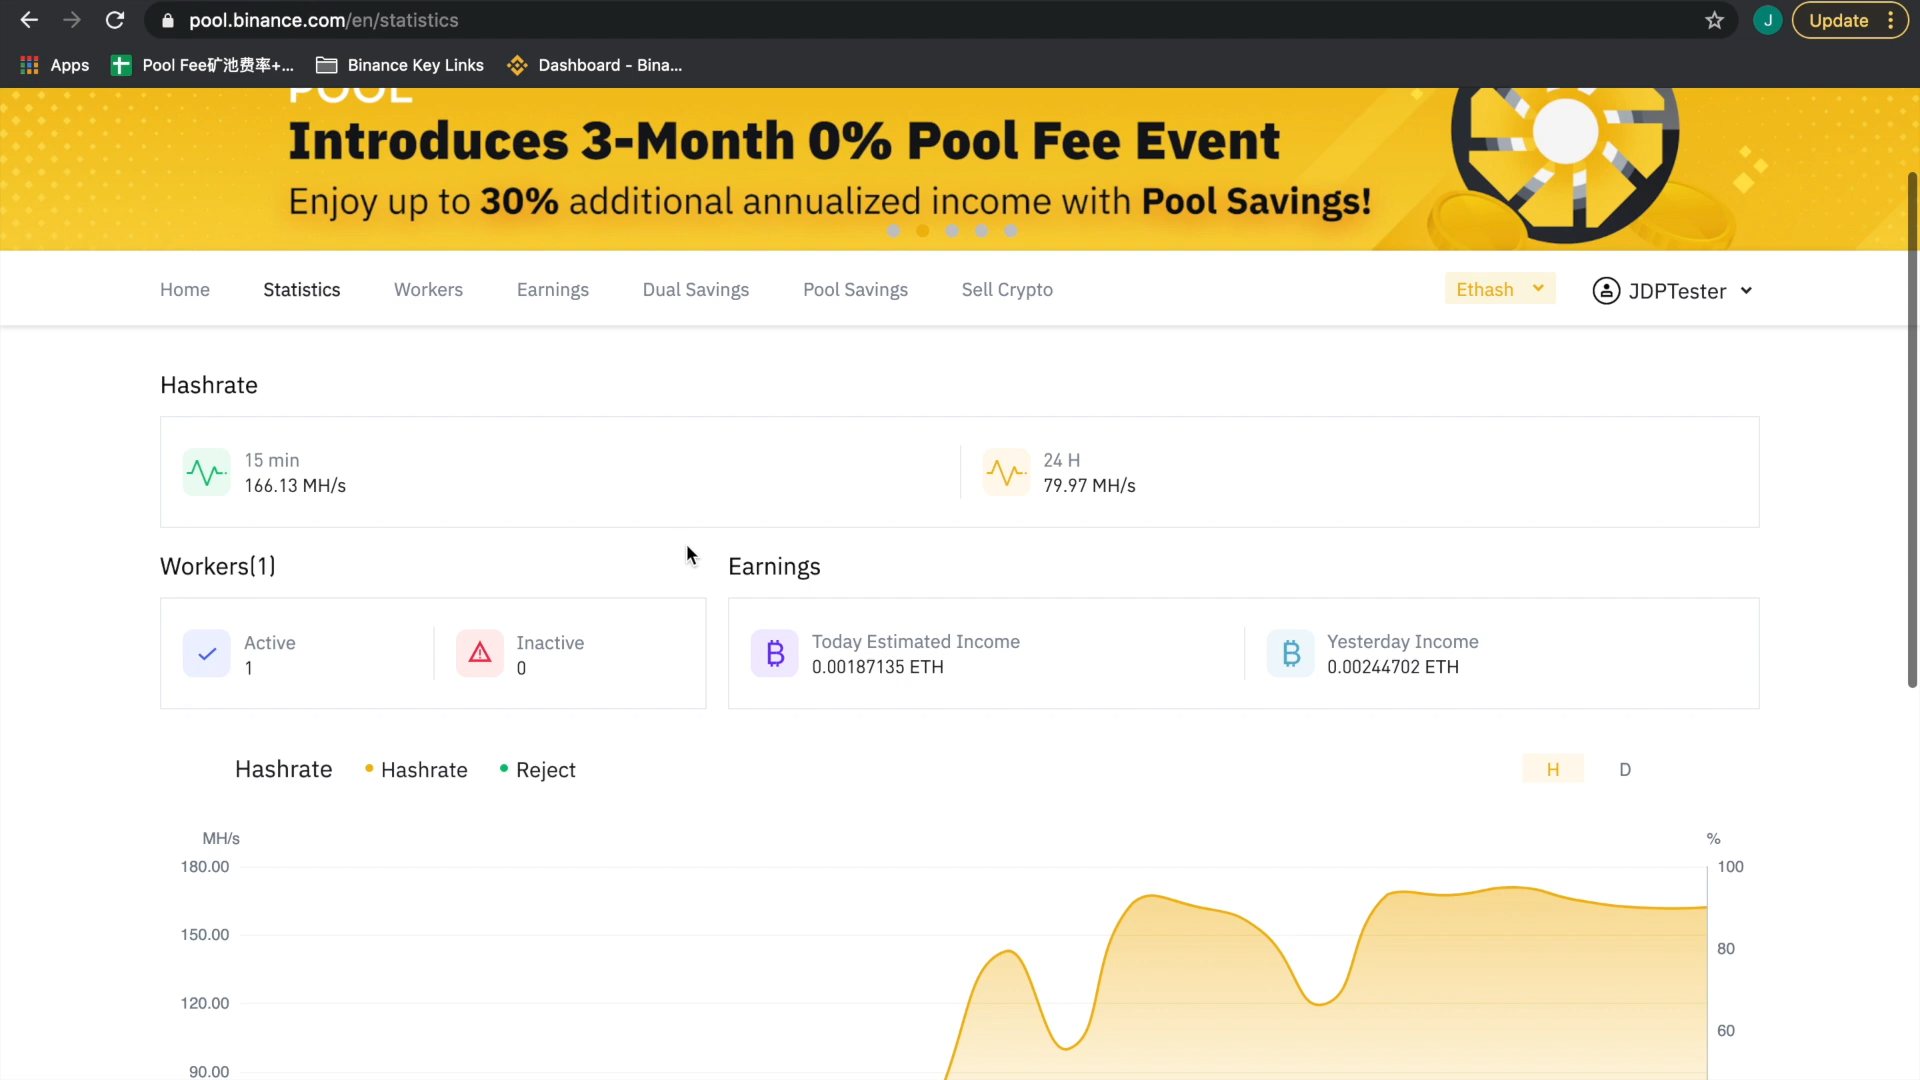 pool.binance.com/en/statistics
J
Update
Apps
Pool Fee矿池费率+...
Binance Key Links
Dashboard - Bina...
POOL
Introduces 3-Month 0% Pool Fee Event
Enjoy up to 30% additional annualized income with Pool Savings!
Home
Statistics
Workers
Earnings
Dual Savings
Pool Savings
Sell Crypto
Ethash
JDPTester
Hashrate
15 min
166.13 MH/s
24 H
79.97 MH/s
Workers(1)
Earnings
Active
1
Inactive
0
Today Estimated Income
0.00187135 ETH
Yesterday Income
0.00244702 ETH
Hashrate
Hashrate
Reject
H
D
MH/s
%
180.00
100
150.00
80
120.00
60
90.00